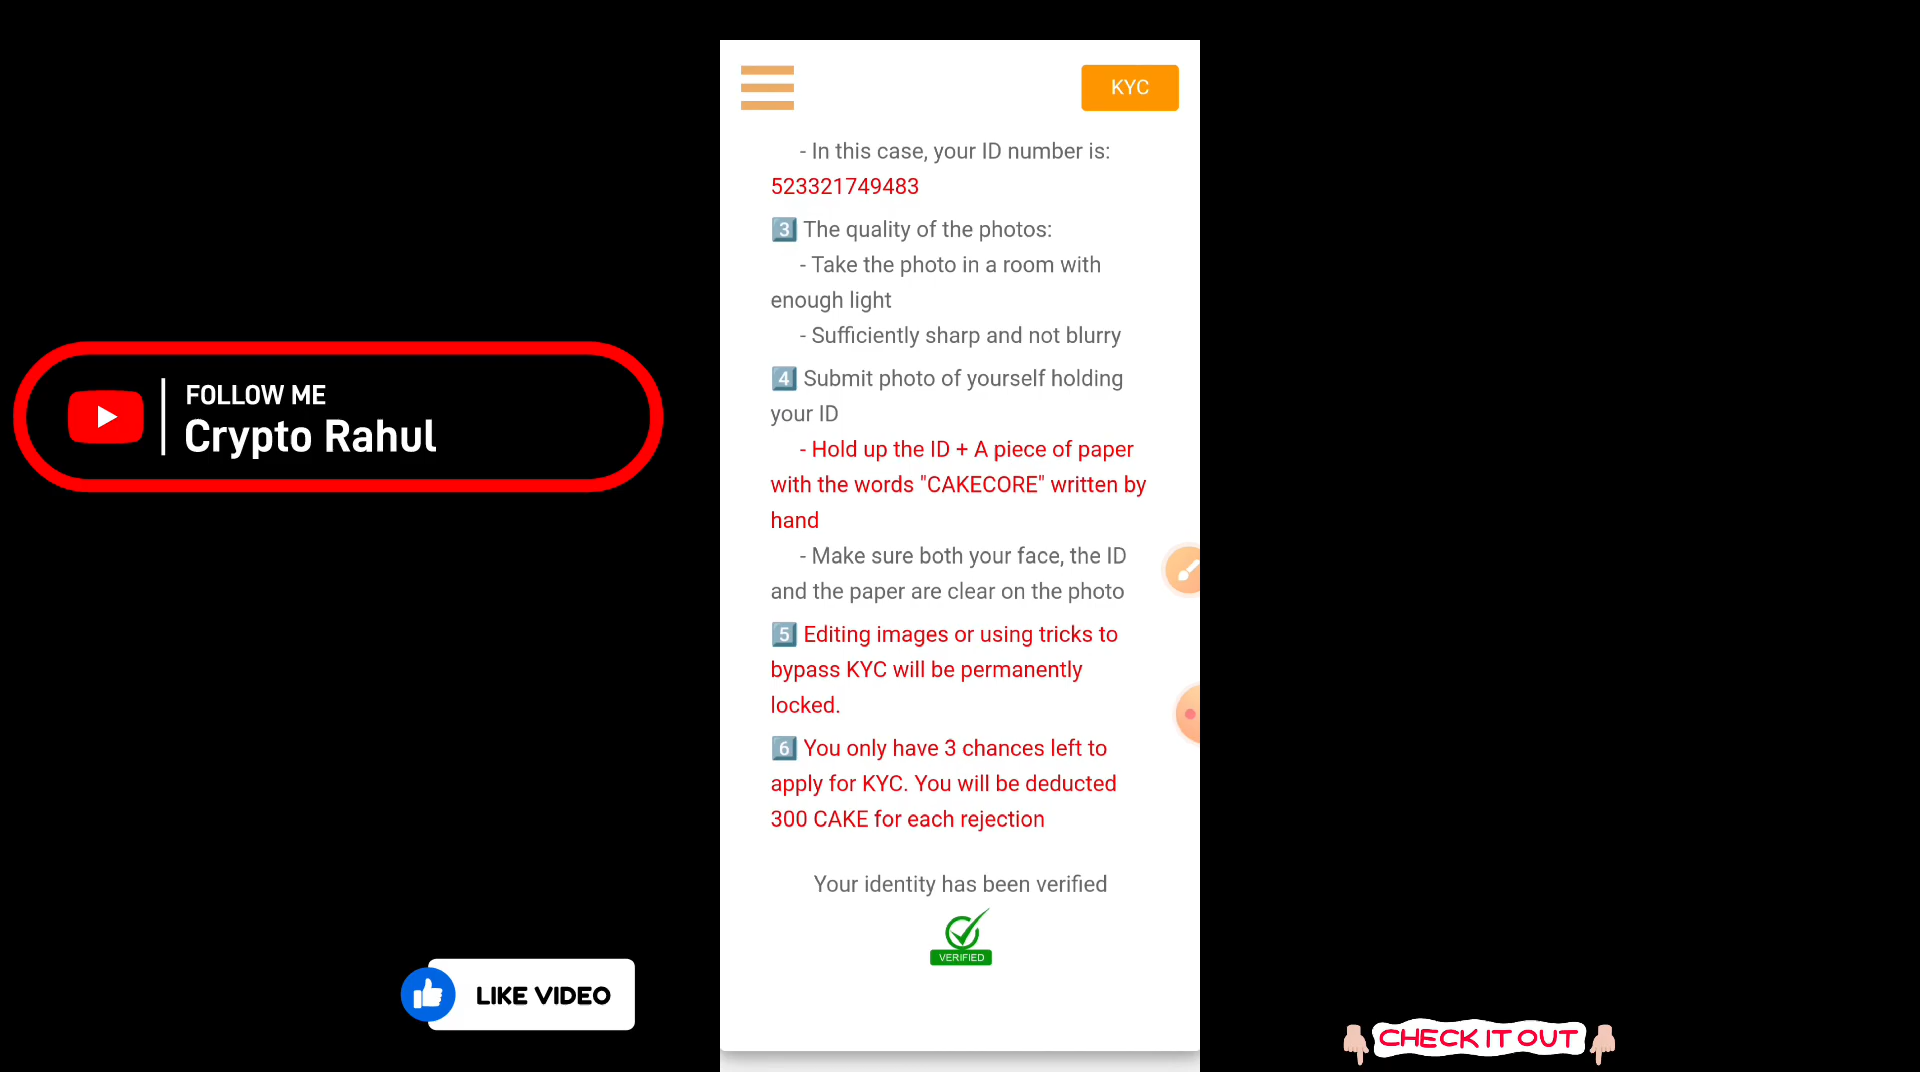 KYC
- In this case, your ID number is:
523321749483
3️⃣ The quality of the photos:
- Take the photo in a room with
enough light
- Sufficiently sharp and not blurry
4️⃣ Submit photo of yourself holding
your ID
- Hold up the ID + A piece of paper
with the words "CAKECORE" written by
hand
- Make sure both your face, the ID
and the paper are clear on the photo
5️⃣ Editing images or using tricks to
bypass KYC will be permanently
locked.
6️⃣ You only have 3 chances left to
apply for KYC. You will be deducted
300 CAKE for each rejection
Your identity has been verified
VERIFIED
FOLLOW ME
Crypto Rahul
LIKE VIDEO
CHECK IT OUT